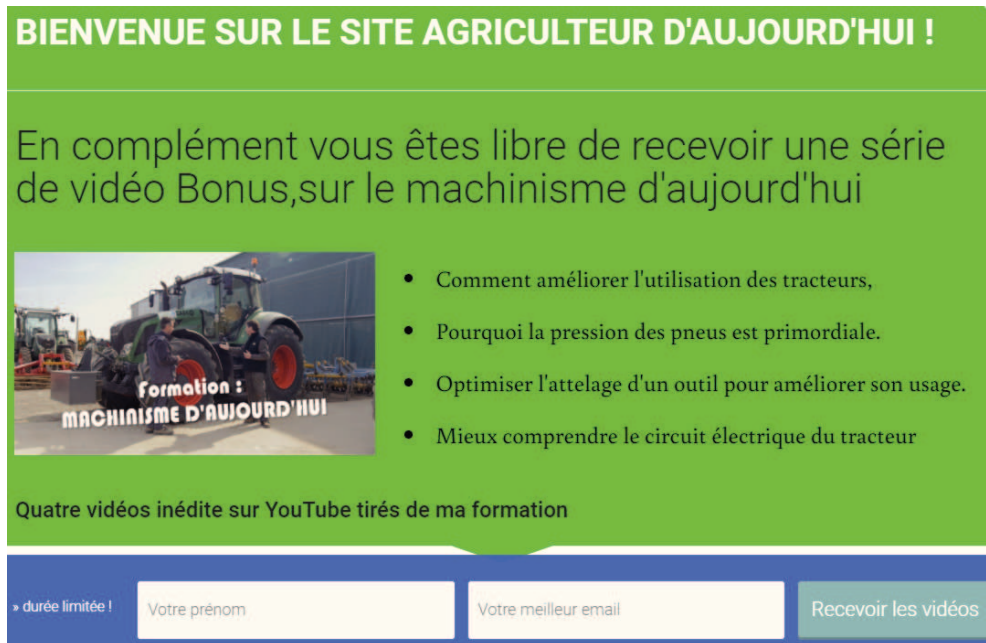 BIENVENUE SUR LE SITE AGRICULTEUR D'AUJOURD'HUI !
En complément vous êtes libre de recevoir une série
de vidéo Bonus,sur le machinisme d'aujourd'hui
Formation :
MACHINISME D'AUJOURD'HUI
• Comment améliorer l'utilisation des tracteurs,
• Pourquoi la pression des pneus est primordiale.
• Optimiser l'attelage d'un outil pour améliorer son usage.
• Mieux comprendre le circuit électrique du tracteur
Quatre vidéos inédite sur YouTube tirés de ma formation
» durée limitée !
Votre prénom
Votre meilleur email
Recevoir les vidéos